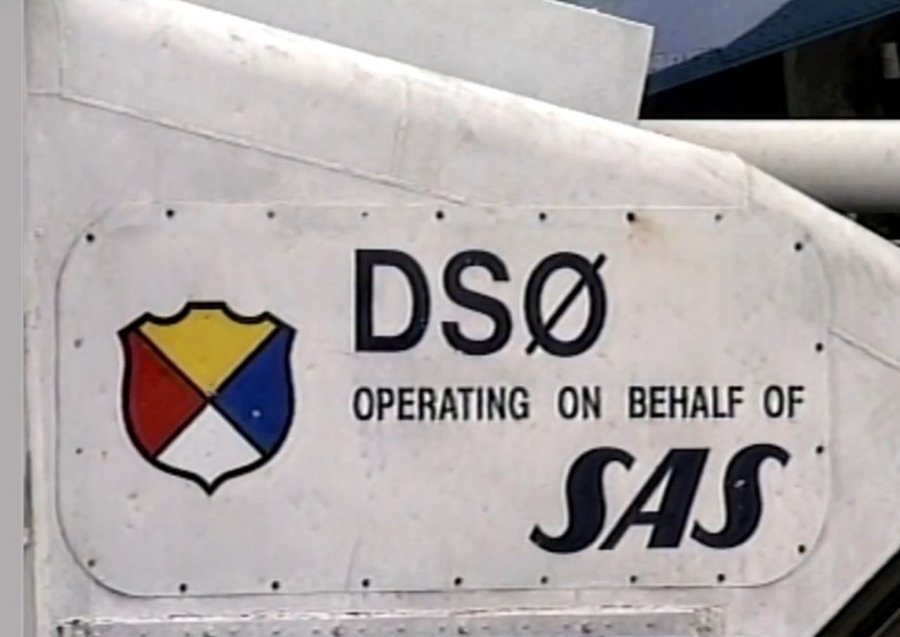 DSØ
OPERATING ON BEHALF OF
SAS